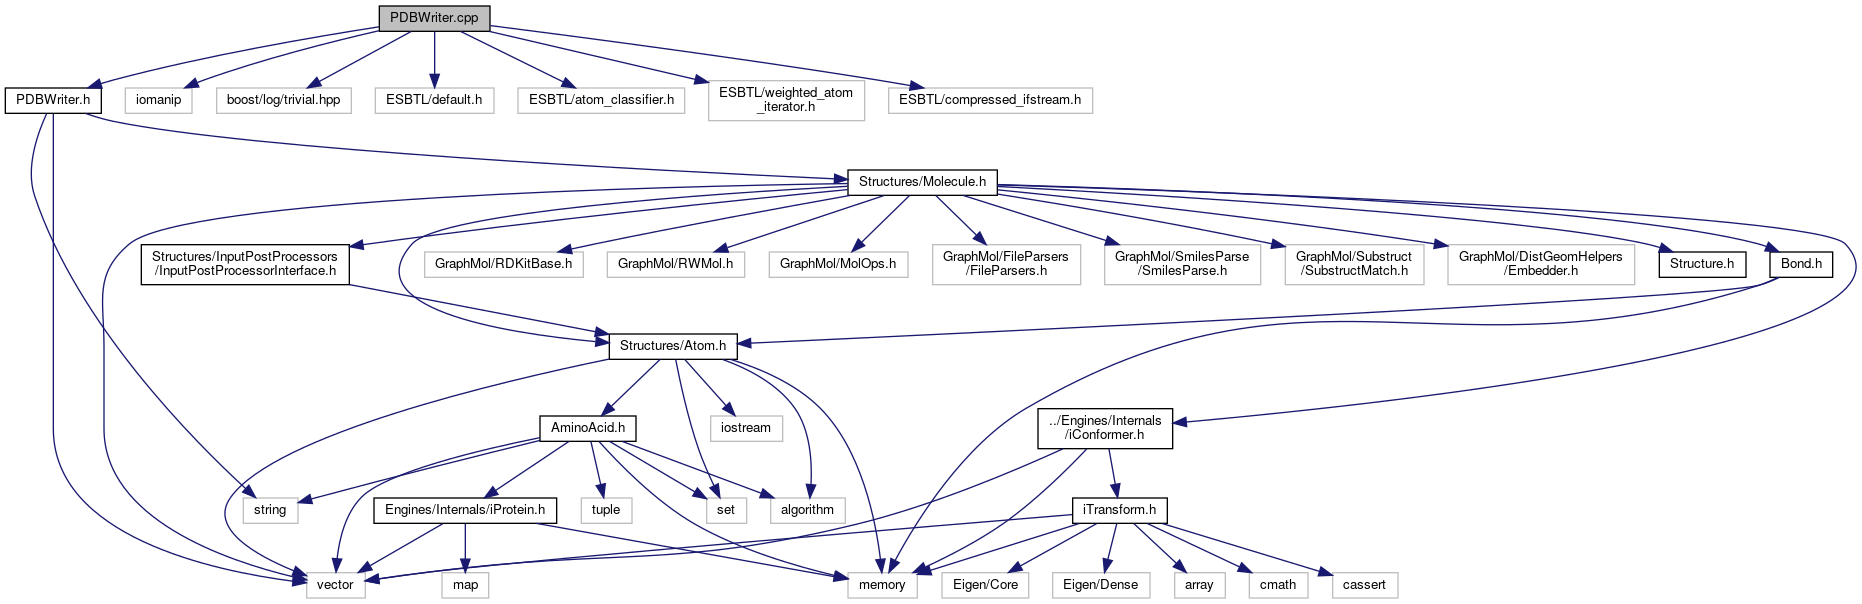 PDBWriter.cpp
PDBWriter.h
iomanip
boost/log/trivial.hpp
ESBTL/default.h
ESBTL/atom_classifier.h
ESBTL/weighted_atom
_iterator.h
ESBTL/compressed_ifstream.h
Structures/Molecule.h
Structures/InputPostProcessors
/InputPostProcessorInterface.h
GraphMol/RDKitBase.h
GraphMol/RWMol.h
GraphMol/MolOps.h
GraphMol/FileParsers
/FileParsers.h
GraphMol/SmilesParse
/SmilesParse.h
GraphMol/Substruct
/SubstructMatch.h
GraphMol/DistGeomHelpers
/Embedder.h
Structure.h
Bond.h
Structures/Atom.h
AminoAcid.h
iostream
../Engines/Internals
/iConformer.h
string
Engines/Internals/iProtein.h
tuple
set
algorithm
iTransform.h
vector
map
memory
Eigen/Core
Eigen/Dense
array
cmath
cassert